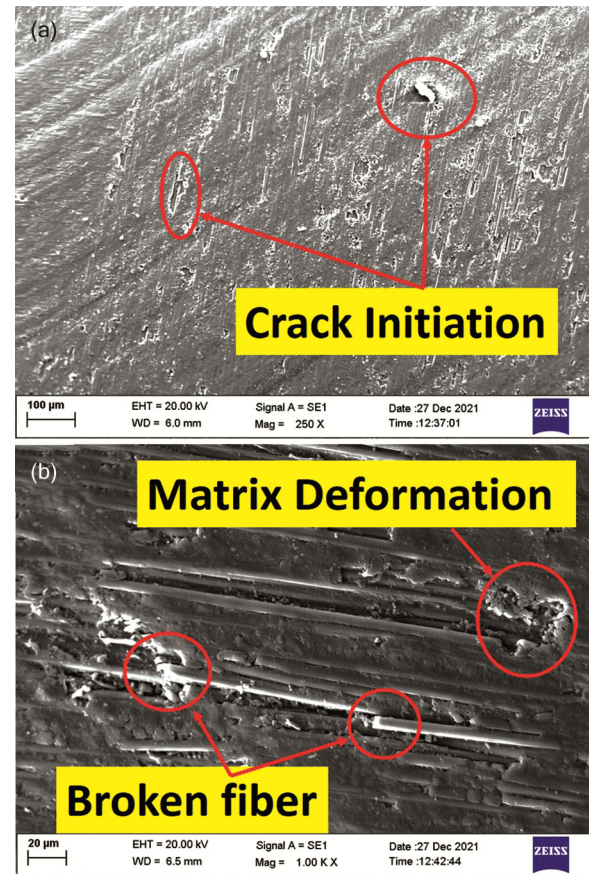 (a)
Crack Initiation
100 µm
EHT = 20.00 kV
Signal A = SE1
Date :27 Dec 2021
WD = 6.0 mm
Mag = 250 X
Time :12:37:01
ZEISS
(b)
Matrix Deformation
Broken fiber
20 µm
EHT = 20.00 kV
Signal A = SE1
Date :27 Dec 2021
WD = 6.5 mm
Mag = 1.00 K X
Time :12:42:44
ZEISS